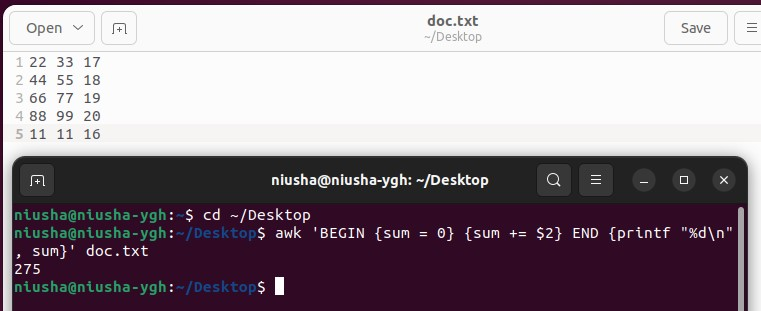 Open
doc.txt
~/Desktop
Save
1 22 33 17
2 44 55 18
3 66 77 19
4 88 99 20
5 11 11 16
niusha@niusha-ygh: ~/Desktop
niusha@niusha-ygh:~$ cd ~/Desktop
niusha@niusha-ygh:~/Desktop$ awk 'BEGIN {sum = 0} {sum += $2} END {printf "%d\n"
, sum}' doc.txt
275
niusha@niusha-ygh:~/Desktop$